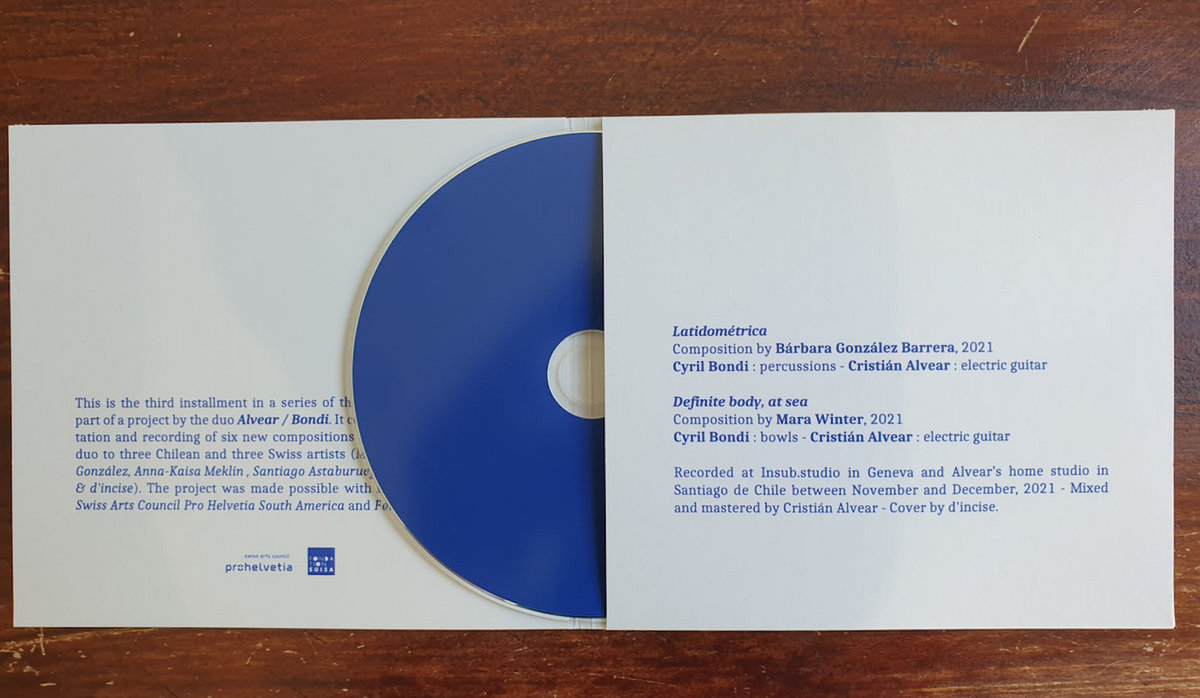 This is the third installment in a series of
part of a project by the duo Alvear / Bondi. It
tation and recording of six new compositions
duo to three Chilean and three Swiss artists
González, Anna-Kaisa Meklin , Santiago
& d'incise). The project was made possible with
Swiss Arts Council Pro Helvetia South America and
swiss arts council
prohelvetia
FONDA
TION
SUISA
Latidométrica
Composition by Bárbara González Barrera, 2021
Cyril Bondi : percussions - Cristián Alvear : electric guitar
Definite body, at sea
Composition by Mara Winter, 2021
Cyril Bondi : bowls - Cristián Alvear : electric guitar
Recorded at Insub.studio in Geneva and Alvear's home studio in
Santiago de Chile between November and December, 2021 - Mixed
and mastered by Cristián Alvear - Cover by d'incise.